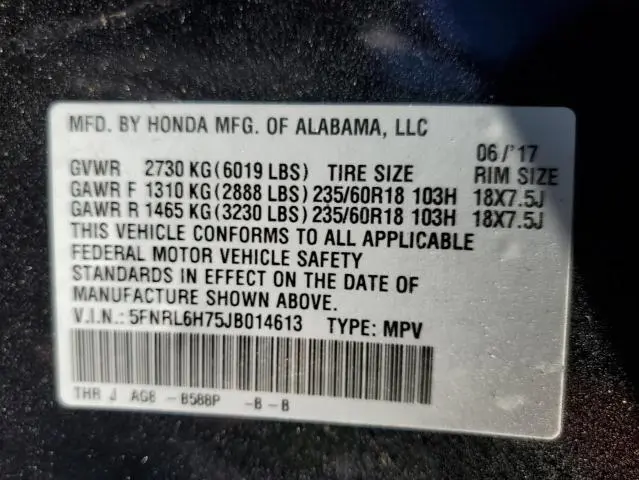 MFD. BY HONDA MFG. OF ALABAMA, LLC
06/'17
GVWR 2730 KG(6019 LBS) TIRE SIZE RIM SIZE
GAWR F 1310 KG(2888 LBS)235/60R18 103H 18X7.5J
GAWR R 1465 KG(3230 LBS)235/60R18 103H 18X7.5J
THIS VEHICLE CONFORMS TO ALL APPLICABLE
FEDERAL MOTOR VEHICLE SAFETY
STANDARDS IN EFFECT ON THE DATE OF
MANUFACTURE SHOWN ABOVE.
V.I.N.: 5FNRL6H75JB014613 TYPE: MPV
THR J AG8 -B588P -B-B